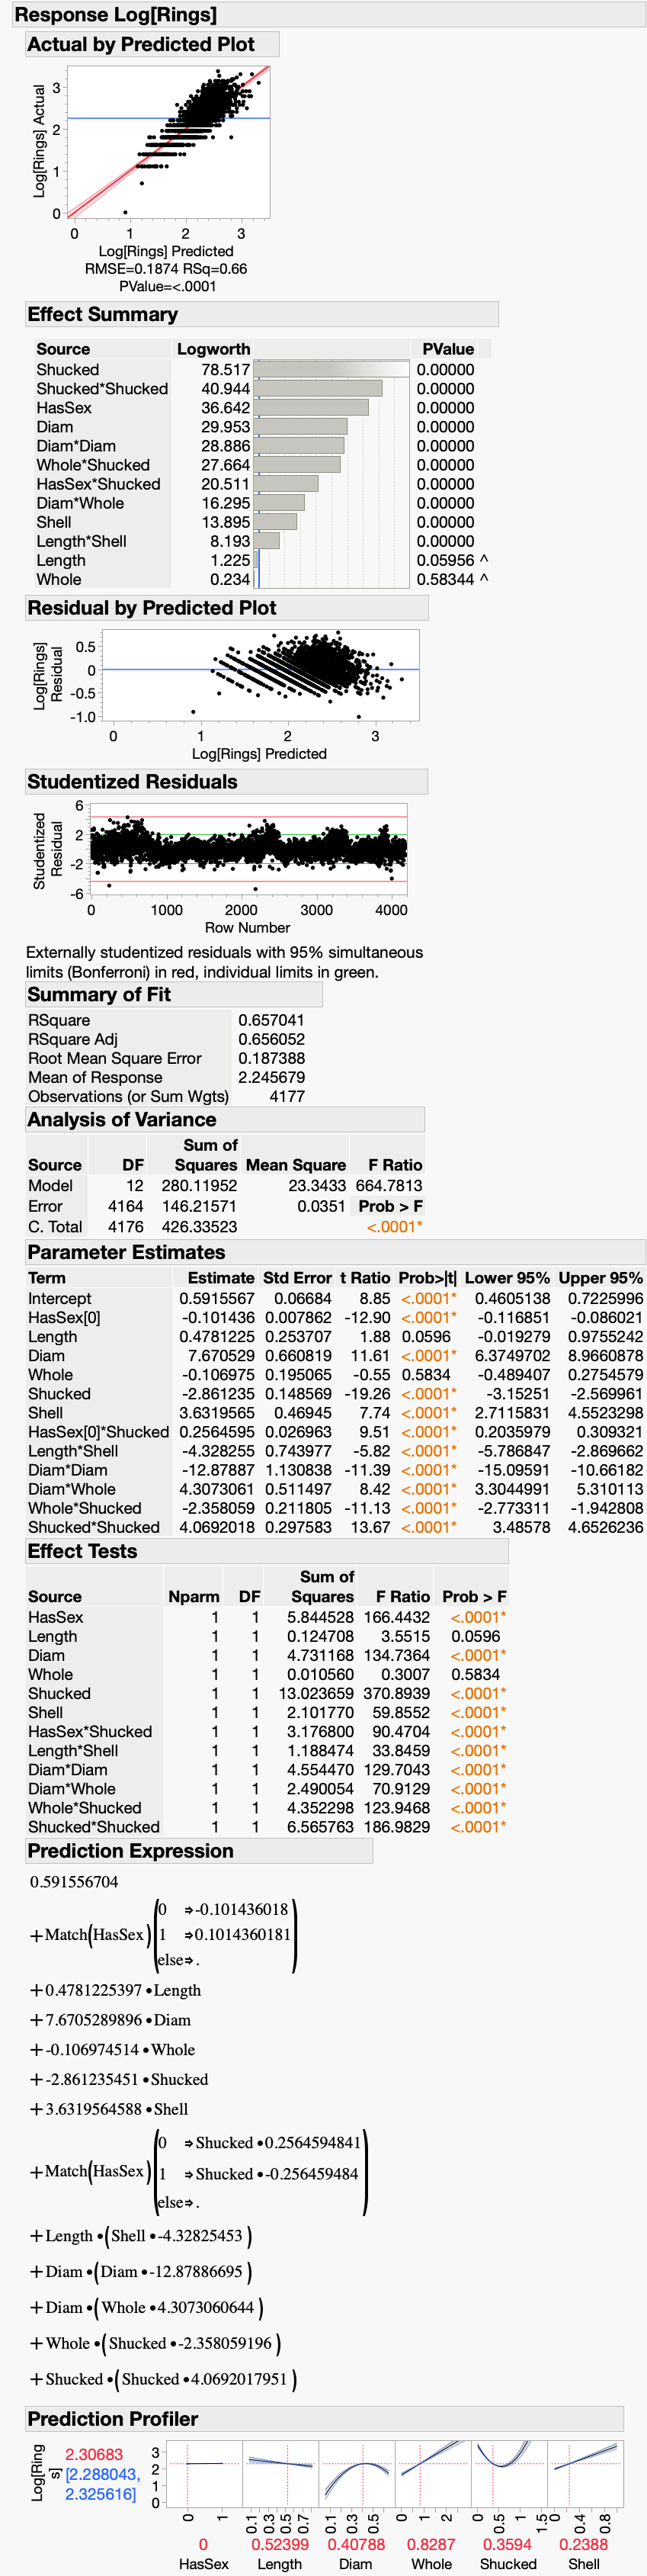 Response Log[Rings]
Actual by Predicted Plot
Log[Rings] Actual
3
2
1
0
0 1 2 3
Log[Rings] Predicted
RMSE=0.1874 RSq=0.66
PValue=<.0001
Effect Summary
Source Logworth PValue
Shucked 78.517 0.00000
Shucked*Shucked 40.944 0.00000
HasSex 36.642 0.00000
Diam 29.953 0.00000
Diam*Diam 28.886 0.00000
Whole*Shucked 27.664 0.00000
HasSex*Shucked 20.511 0.00000
Diam*Whole 16.295 0.00000
Shell 13.895 0.00000
Length*Shell 8.193 0.00000
Length 1.225 0.05956 ^
Whole 0.234 0.58344 ^
Residual by Predicted Plot
Log[Rings]
Residual
0.5
0
-0.5
-1.0
0 1 2 3
Log[Rings] Predicted
Studentized Residuals
Studentized
Residual
6
2
-2
-6
0 1000 2000 3000 4000
Row Number
Externally studentized residuals with 95% simultaneous
limits (Bonferroni) in red, individual limits in green.
Summary of Fit
RSquare 0.657041
RSquare Adj 0.656052
Root Mean Square Error 0.187388
Mean of Response 2.245679
Observations (or Sum Wgts) 4177
Analysis of Variance
Sum of
Source DF Squares Mean Square F Ratio
Model 12 280.11952 23.3433 664.7813
Error 4164 146.21571 0.0351 Prob > F
C. Total 4176 426.33523 <.0001*
Parameter Estimates
Term Estimate Std Error t Ratio Prob>|t| Lower 95% Upper 95%
Intercept 0.5915567 0.06684 8.85 <.0001* 0.4605138 0.7225996
HasSex[0] -0.101436 0.007862 -12.90 <.0001* -0.116851 -0.086021
Length 0.4781225 0.253707 1.88 0.0596 -0.019279 0.9755242
Diam 7.670529 0.660819 11.61 <.0001* 6.3749702 8.9660878
Whole -0.106975 0.195065 -0.55 0.5834 -0.489407 0.2754579
Shucked -2.861235 0.148569 -19.26 <.0001* -3.15251 -2.569961
Shell 3.6319565 0.46945 7.74 <.0001* 2.7115831 4.5523298
HasSex[0]*Shucked 0.2564595 0.026963 9.51 <.0001* 0.2035979 0.309321
Length*Shell -4.328255 0.743977 -5.82 <.0001* -5.786847 -2.869662
Diam*Diam -12.87887 1.130838 -11.39 <.0001* -15.09591 -10.66182
Diam*Whole 4.3073061 0.511497 8.42 <.0001* 3.3044991 5.310113
Whole*Shucked -2.358059 0.211805 -11.13 <.0001* -2.773311 -1.942808
Shucked*Shucked 4.0692018 0.297583 13.67 <.0001* 3.48578 4.6526236
Effect Tests
Sum of
Source Nparm DF Squares F Ratio Prob > F
HasSex 1 1 5.844528 166.4432 <.0001*
Length 1 1 0.124708 3.5515 0.0596
Diam 1 1 4.731168 134.7364 <.0001*
Whole 1 1 0.010560 0.3007 0.5834
Shucked 1 1 13.023659 370.8939 <.0001*
Shell 1 1 2.101770 59.8552 <.0001*
HasSex*Shucked 1 1 3.176800 90.4704 <.0001*
Length*Shell 1 1 1.188474 33.8459 <.0001*
Diam*Diam 1 1 4.554470 129.7043 <.0001*
Diam*Whole 1 1 2.490054 70.9129 <.0001*
Whole*Shucked 1 1 4.352298 123.9468 <.0001*
Shucked*Shucked 1 1 6.565763 186.9829 <.0001*
Prediction Expression
0.591556704
0 ⇒-0.101436018
+Match(HasSex) 1 ⇒0.1014360181
else⇒.
+0.4781225397•Length
+7.6705289896•Diam
+-0.106974514•Whole
+-2.861235451•Shucked
+3.6319564588•Shell
0 ⇒Shucked•0.2564594841
+Match(HasSex) 1 ⇒Shucked•-0.256459484
else⇒.
+Length•(Shell•-4.32825453)
+Diam•(Diam•-12.87886695)
+Diam•(Whole•4.3073060644)
+Whole•(Shucked•-2.358059196)
+Shucked•(Shucked•4.0692017951)
Prediction Profiler
Log[Ring
s]
2.30683
[2.288043,
2.325616]
3
2
1
0
0 1 0.1 0.3 0.5 0.7 0.1 0.3 0.5 0 1 2 0 0.5 1 1.5 0 0.4 0.8
0 0.52399 0.40788 0.8287 0.3594 0.2388
HasSex Length Diam Whole Shucked Shell